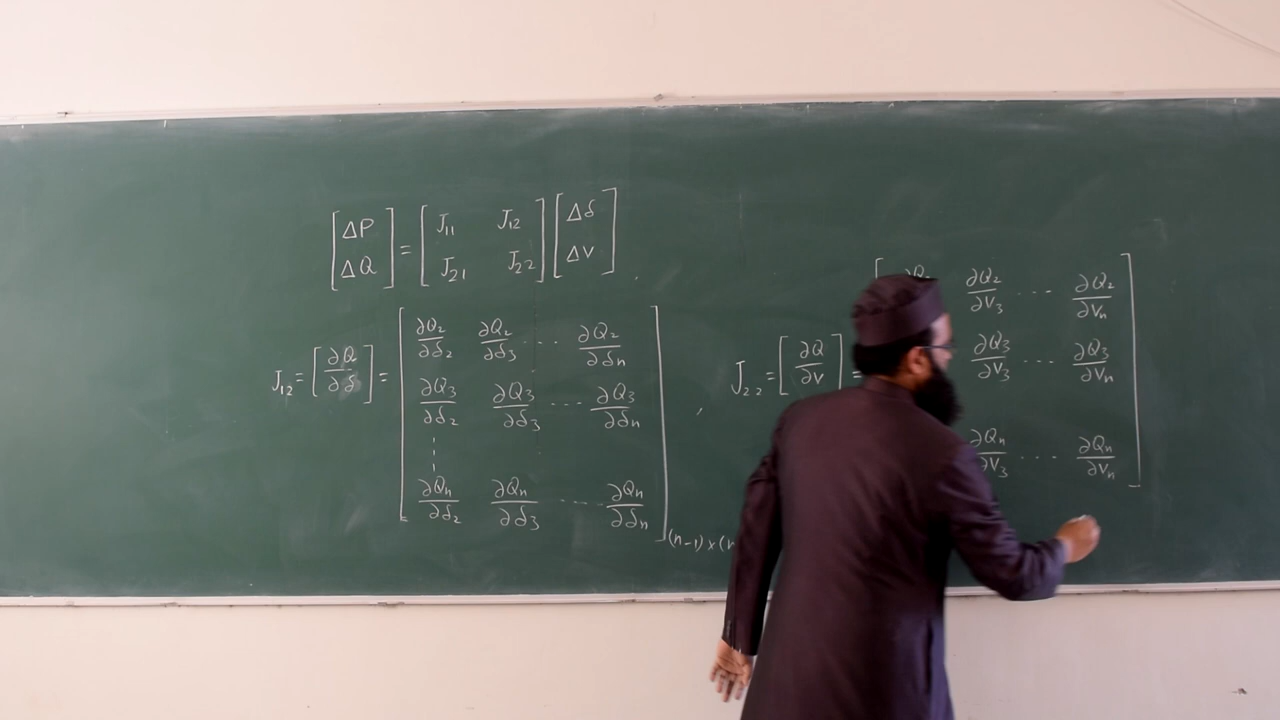 [ΔP ΔQ] = [J₁₁ J₁₂ J₂₁ J₂₂] [Δδ ΔV] .
J₁₂ = [∂Q/∂δ] = [
∂Q₂/∂δ₂ ∂Q₂/∂δ₃ ... ∂Q₂/∂δn
∂Q₃/∂δ₂ ∂Q₃/∂δ₃ ... ∂Q₃/∂δn
∂Qn/∂δ₂ ∂Qn/∂δ₃ ... ∂Qn/∂δn
] (n-1)×(
,
J₂₂ = [∂Q/∂V] = [
∂Q₂/∂V₃ ... ∂Q₂/∂Vn
∂Q₃/∂V₃ ... ∂Q₃/∂Vn
∂Qn/∂V₃ ... ∂Qn/∂Vn
]